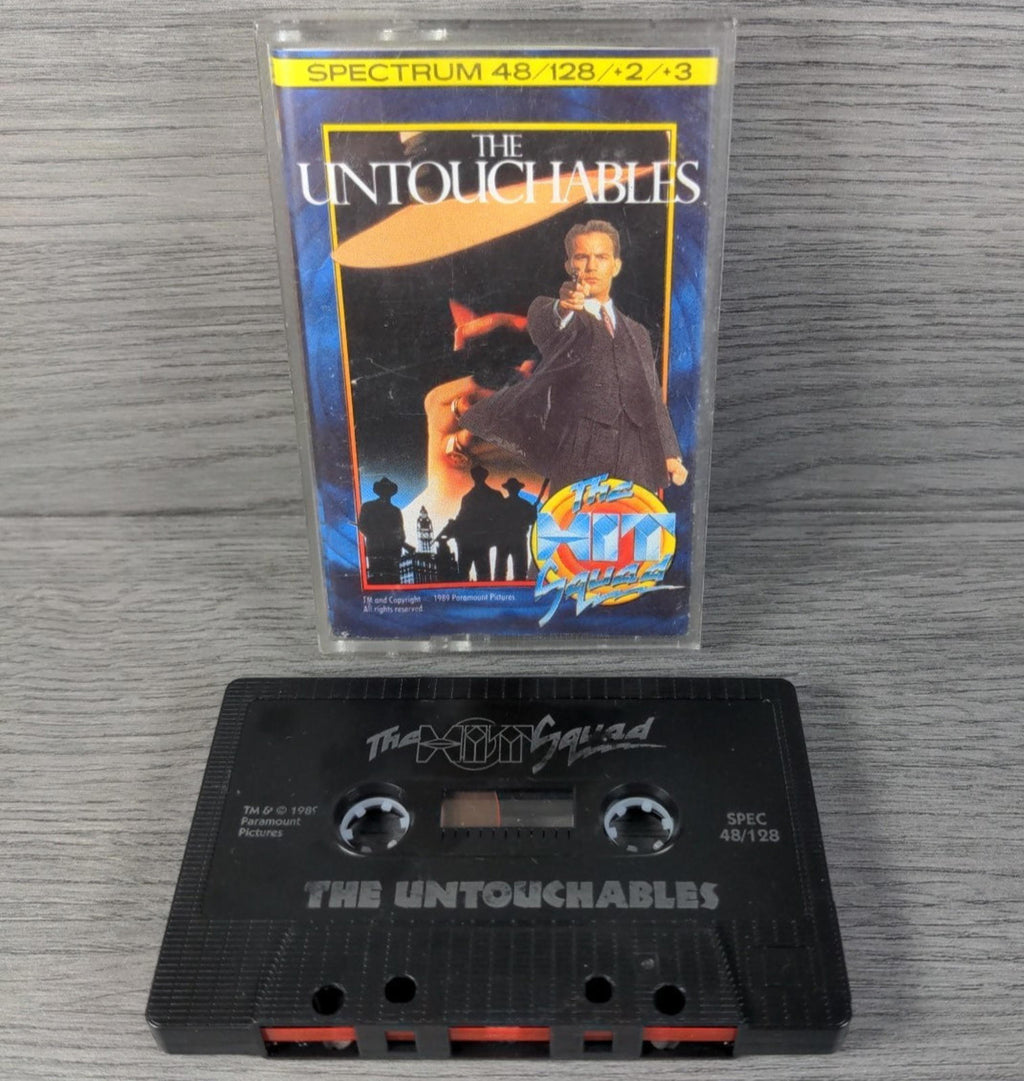 SPECTRUM 48/128/+2/+3
THE
UNTOUCHABLES
The
HIT
Squad
TM and Copyright 1989 Paramount Pictures
All rights reserved
The HIT Squad
TM & © 1989
Paramount
Pictures
SPEC
48/128
THE UNTOUCHABLES